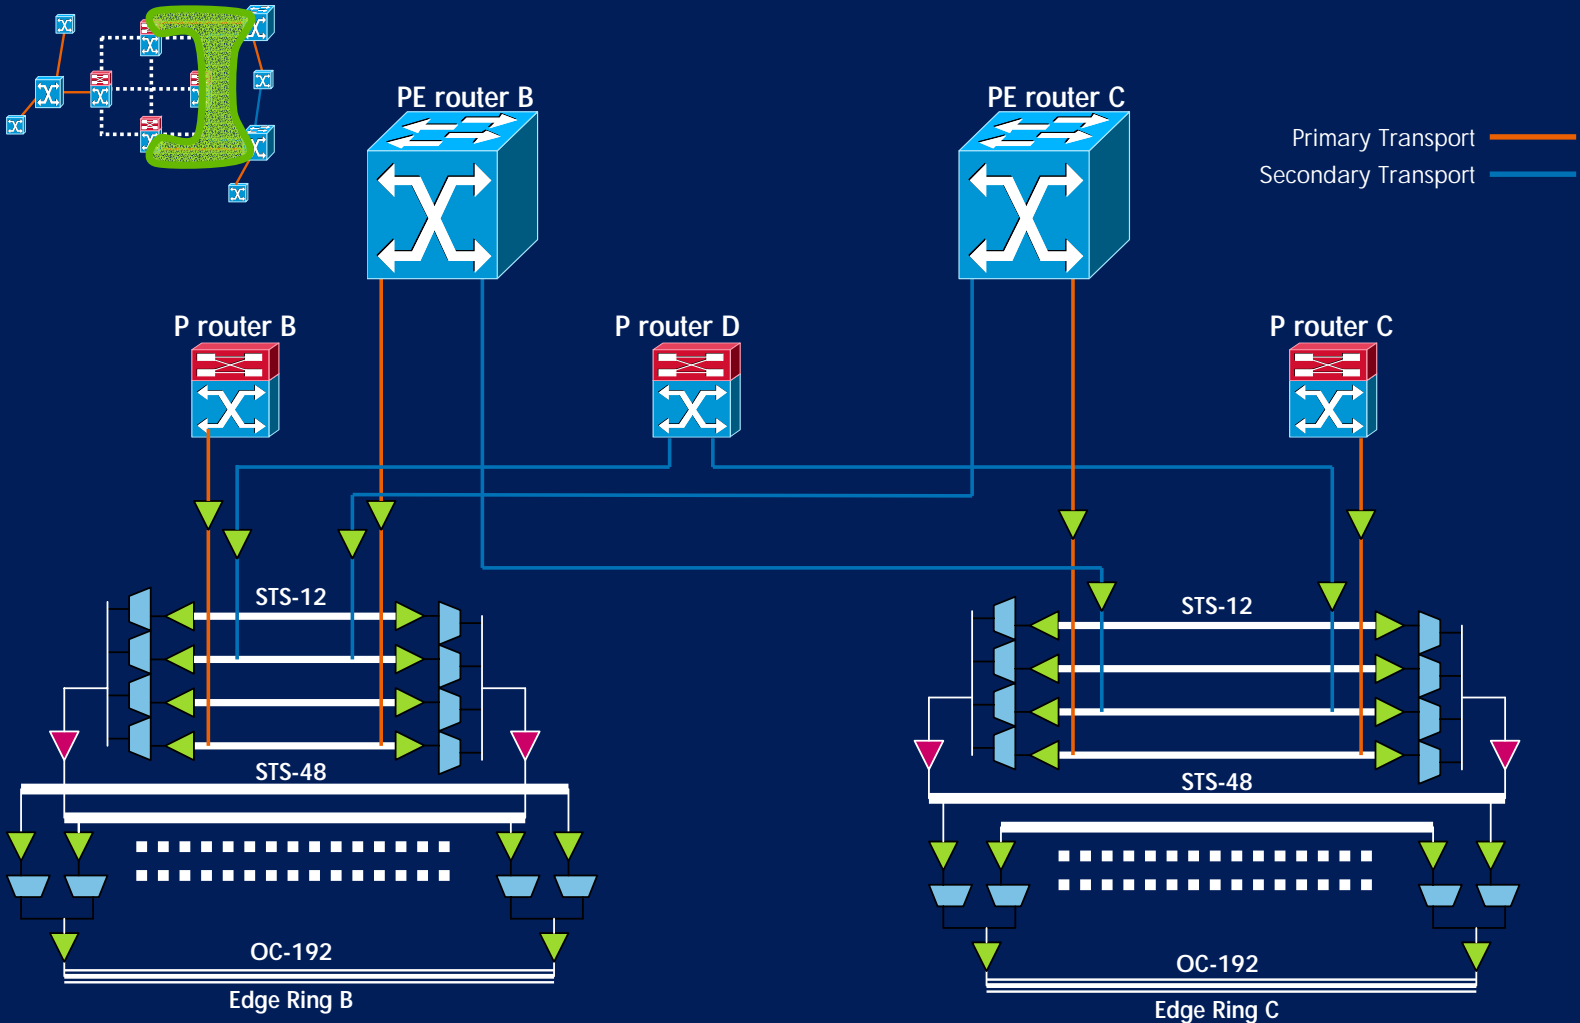 PE router B
PE router C
Primary Transport
Secondary Transport
P router B
P router D
P router C
STS-12
STS-12
STS-48
STS-48
OC-192
OC-192
Edge Ring B
Edge Ring C